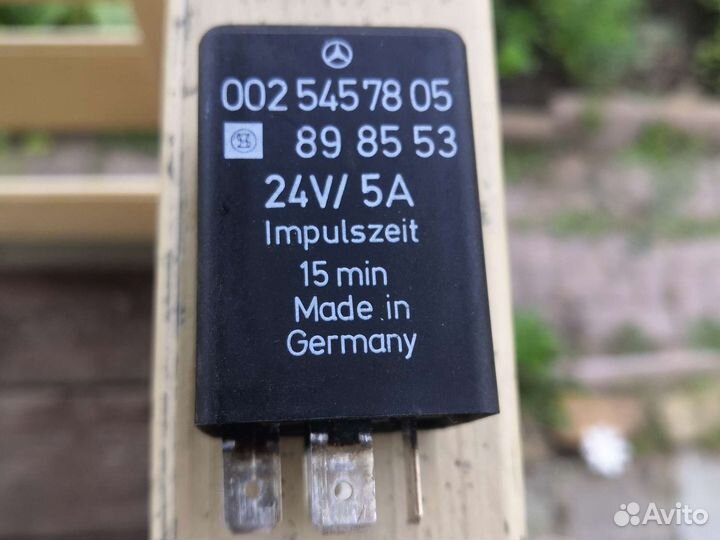 002 545 78 05
89 85 53
24V/ 5A
Impulszeit
15 min
Made in
Germany
Avito